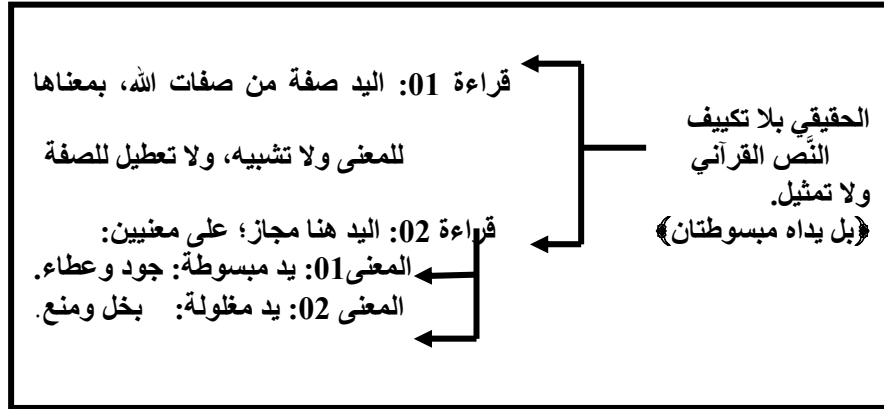 الحقيقي بلا تكييف
النَّص القرآني
ولا تمثيل.
﴿بل يداه مبسوطتان﴾
قراءة 01: اليد صفة من صفات الله، بمعناها
للمعنى ولا تشبيه، ولا تعطيل للصفة
قراءة 02: اليد هنا مجاز؛ على معنيين:
المعنى01: يد مبسوطة: جود وعطاء.
المعنى 02: يد مغلولة: بخل ومنع.